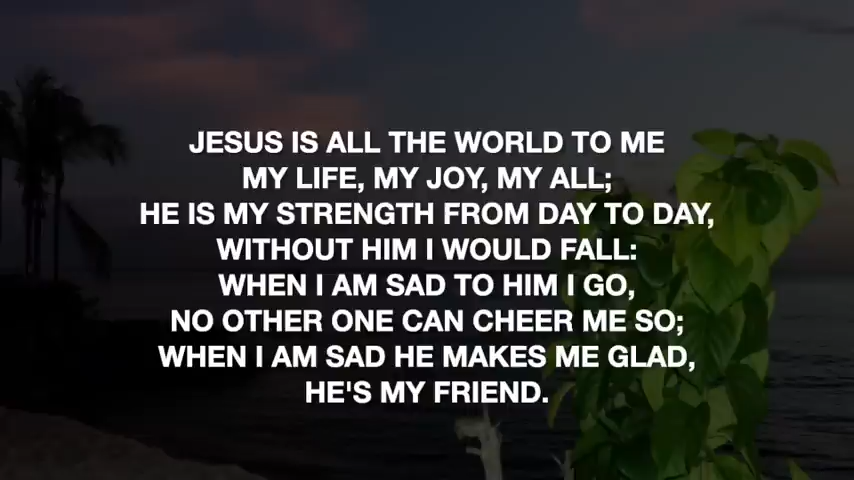 JESUS IS ALL THE WORLD TO ME
MY LIFE, MY JOY, MY ALL;
HE IS MY STRENGTH FROM DAY TO DAY,
WITHOUT HIM I WOULD FALL:
WHEN I AM SAD TO HIM I GO,
NO OTHER ONE CAN CHEER ME SO;
WHEN I AM SAD HE MAKES ME GLAD,
HE'S MY FRIEND.